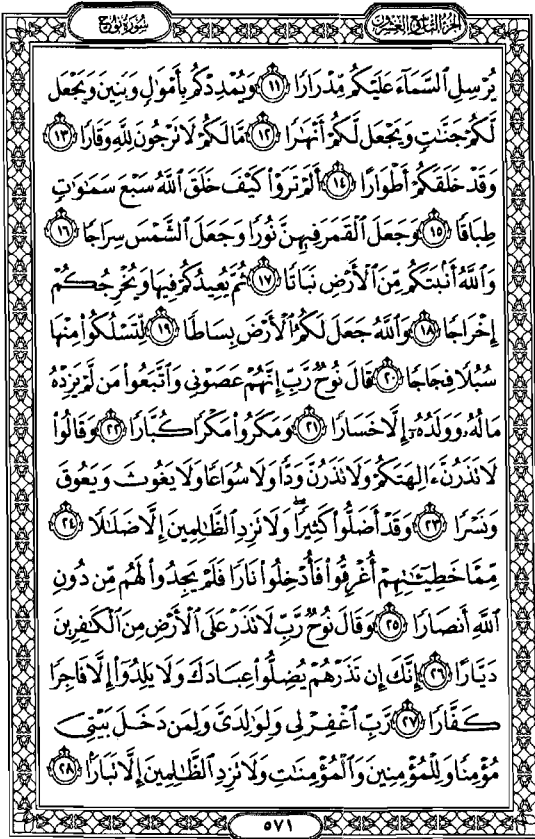 الجزء التاسع والعشرون سورة نوح
يُرْسِلِ ٱلسَّمَآءَ عَلَيْكُم مِّدْرَارًا ١١ وَيُمْدِدْكُم بِأَمْوَٰلٍ وَبَنِينَ وَيَجْعَل
لَّكُمْ جَنَّٰتٍ وَيَجْعَل لَّكُمْ أَنْهَٰرًا ١٢ مَّا لَكُمْ لَا تَرْجُونَ لِلَّهِ وَقَارًا ١٣
وَقَدْ خَلَقَكُمْ أَطْوَارًا ١٤ أَلَمْ تَرَوْا۟ كَيْفَ خَلَقَ ٱللَّهُ سَبْعَ سَمَٰوَٰتٍ
طِبَاقًا ١٥ وَجَعَلَ ٱلْقَمَرَ فِيهِنَّ نُورًا وَجَعَلَ ٱلشَّمْسَ سِرَاجًا ١٦
وَٱللَّهُ أَنۢبَتَكُم مِّنَ ٱلْأَرْضِ نَبَاتًا ١٧ ثُمَّ يُعِيدُكُمْ فِيهَا وَيُخْرِجُكُمْ
إِخْرَاجًا ١٨ وَٱللَّهُ جَعَلَ لَكُمُ ٱلْأَرْضَ بِسَاطًا ١٩ لِّتَسْلُكُوا۟ مِنْهَا
سُبُلًا فِجَاجًا ٢٠ قَالَ نُوحٌ رَّبِّ إِنَّهُمْ عَصَوْنِى وَٱتَّبَعُوا۟ مَن لَّمْ يَزِدْهُ
مَالُهُۥ وَوَلَدُهُۥٓ إِلَّا خَسَارًا ٢١ وَمَكَرُوا۟ مَكْرًا كُبَّارًا ٢٢ وَقَالُوا۟
لَا تَذَرُنَّ ءَالِهَتَكُمْ وَلَا تَذَرُنَّ وَدًّا وَلَا سُوَاعًا وَلَا يَغُوثَ وَيَعُوقَ
وَنَسْرًا ٢٣ وَقَدْ أَضَلُّوا۟ كَثِيرًا ۖ وَلَا تَزِدِ ٱلظَّٰلِمِينَ إِلَّا ضَلَٰلًا ٢٤
مِّمَّا خَطِيٓـَٰٔتِهِمْ أُغْرِقُوا۟ فَأُدْخِلُوا۟ نَارًا فَلَمْ يَجِدُوا۟ لَهُم مِّن دُونِ
ٱللَّهِ أَنصَارًا ٢٥ وَقَالَ نُوحٌ رَّبِّ لَا تَذَرْ عَلَى ٱلْأَرْضِ مِنَ ٱلْكَٰفِرِينَ
دَيَّارًا ٢٦ إِنَّكَ إِن تَذَرْهُمْ يُضِلُّوا۟ عِبَادَكَ وَلَا يَلِدُوٓا۟ إِلَّا فَاجِرًا
كَفَّارًا ٢٧ رَّبِّ ٱغْفِرْ لِى وَلِوَٰلِدَىَّ وَلِمَن دَخَلَ بَيْتِىَ
مُؤْمِنًا وَلِلْمُؤْمِنِينَ وَٱلْمُؤْمِنَٰتِ وَلَا تَزِدِ ٱلظَّٰلِمِينَ إِلَّا تَبَارًۢا ٢٨
٥٧١